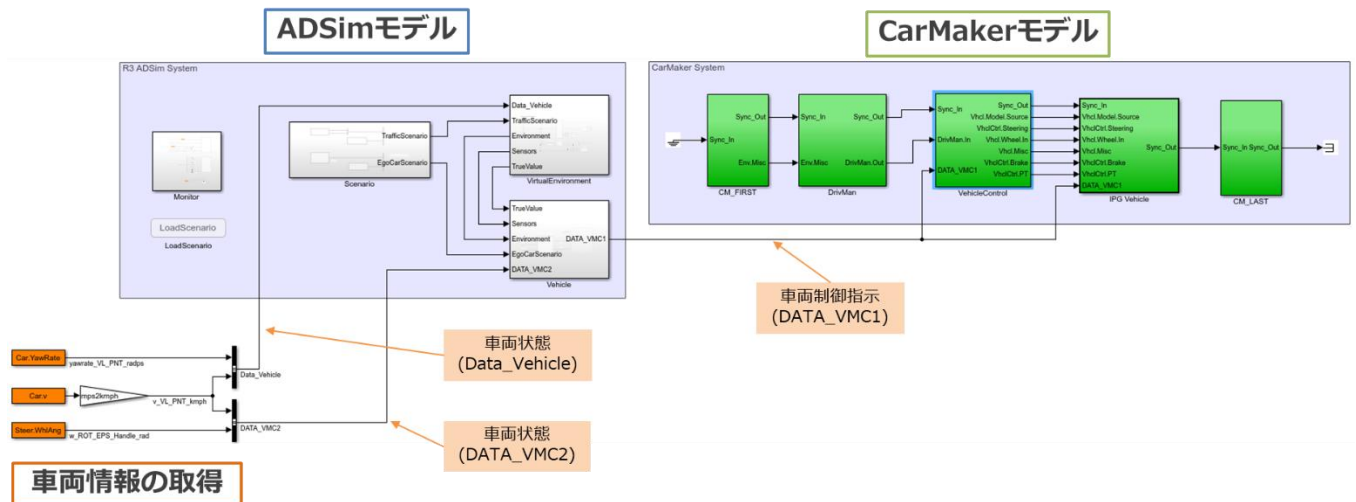 ADSimモデル
CarMakerモデル
R3 ADSim System
Monitor
LoadScenario
LoadScenario
TrafficScenario
EgoCarScenario
Scenario
Data_Vehicle
TrafficScenario
Environment
Sensors
TrueValue
VirtualEnvironment
TrueValue
Sensors
Environment
EgoCarScenario
DATA_VMC2
DATA_VMC1
Vehicle
CarMaker System
Sync_In
Sync_Out
Env.Misc
CM_FIRST
Sync_In
Env.Misc
Sync_Out
DrivMan.Out
DrivMan
Sync_In
DrivMan.In
DATA_VMC1
Sync_Out
Vhcl.Model.Source
VhclCtrl.Steering
Vhcl.Wheel.In
Vhcl.Misc
VhclCtrl.Brake
VhclCtrl.PT
VehicleControl
Sync_In
Vhcl.Model.Source
VhclCtrl.Steering
Vhcl.Wheel.In
Vhcl.Misc
VhclCtrl.Brake
VhclCtrl.PT
DATA_VMC1
Sync_Out
IPG Vehicle
Sync_In Sync_Out
CM_LAST
車両制御指示
(DATA_VMC1)
車両状態
(Data_Vehicle)
車両状態
(DATA_VMC2)
Car.YawRate
yawrate_VL_PNT_radps
Data_Vehicle
Car.v
mps2kmph
v_VL_PNT_kmph
Steer.WhlAng
w_ROT_EPS_Handle_rad
DATA_VMC2
車両情報の取得